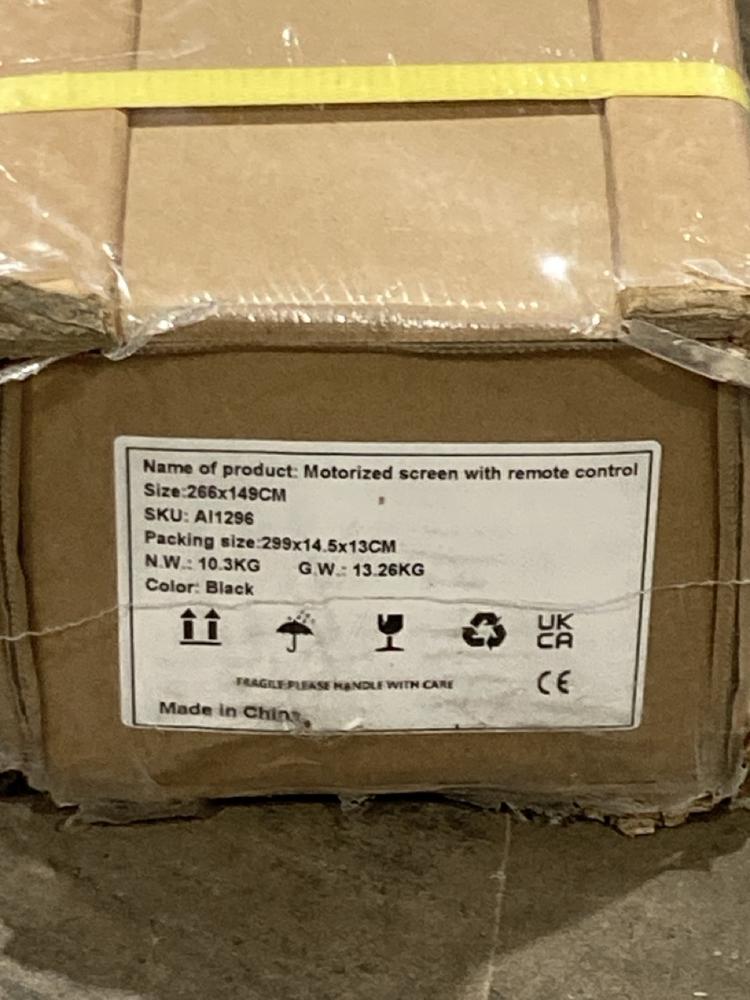 Name of product: Motorized screen with remote control
Size:266x149CM
SKU: AI1296
Packing size:299x14.5x13CM
N.W.: 10.3KG G.W.: 13.26KG
Color: Black
UK
CA
FRAGILE:PLEASE HANDLE WITH CARE
CE
Made in China